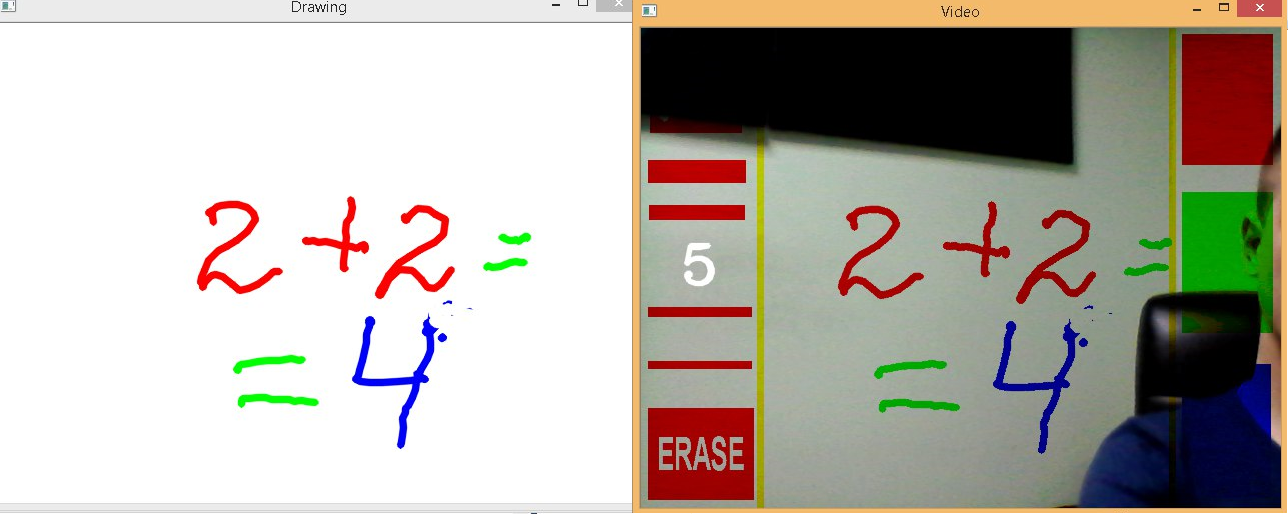 Drawing
2 + 2 =
= 4
Video
5
2 + 2 =
= 4
ERASE